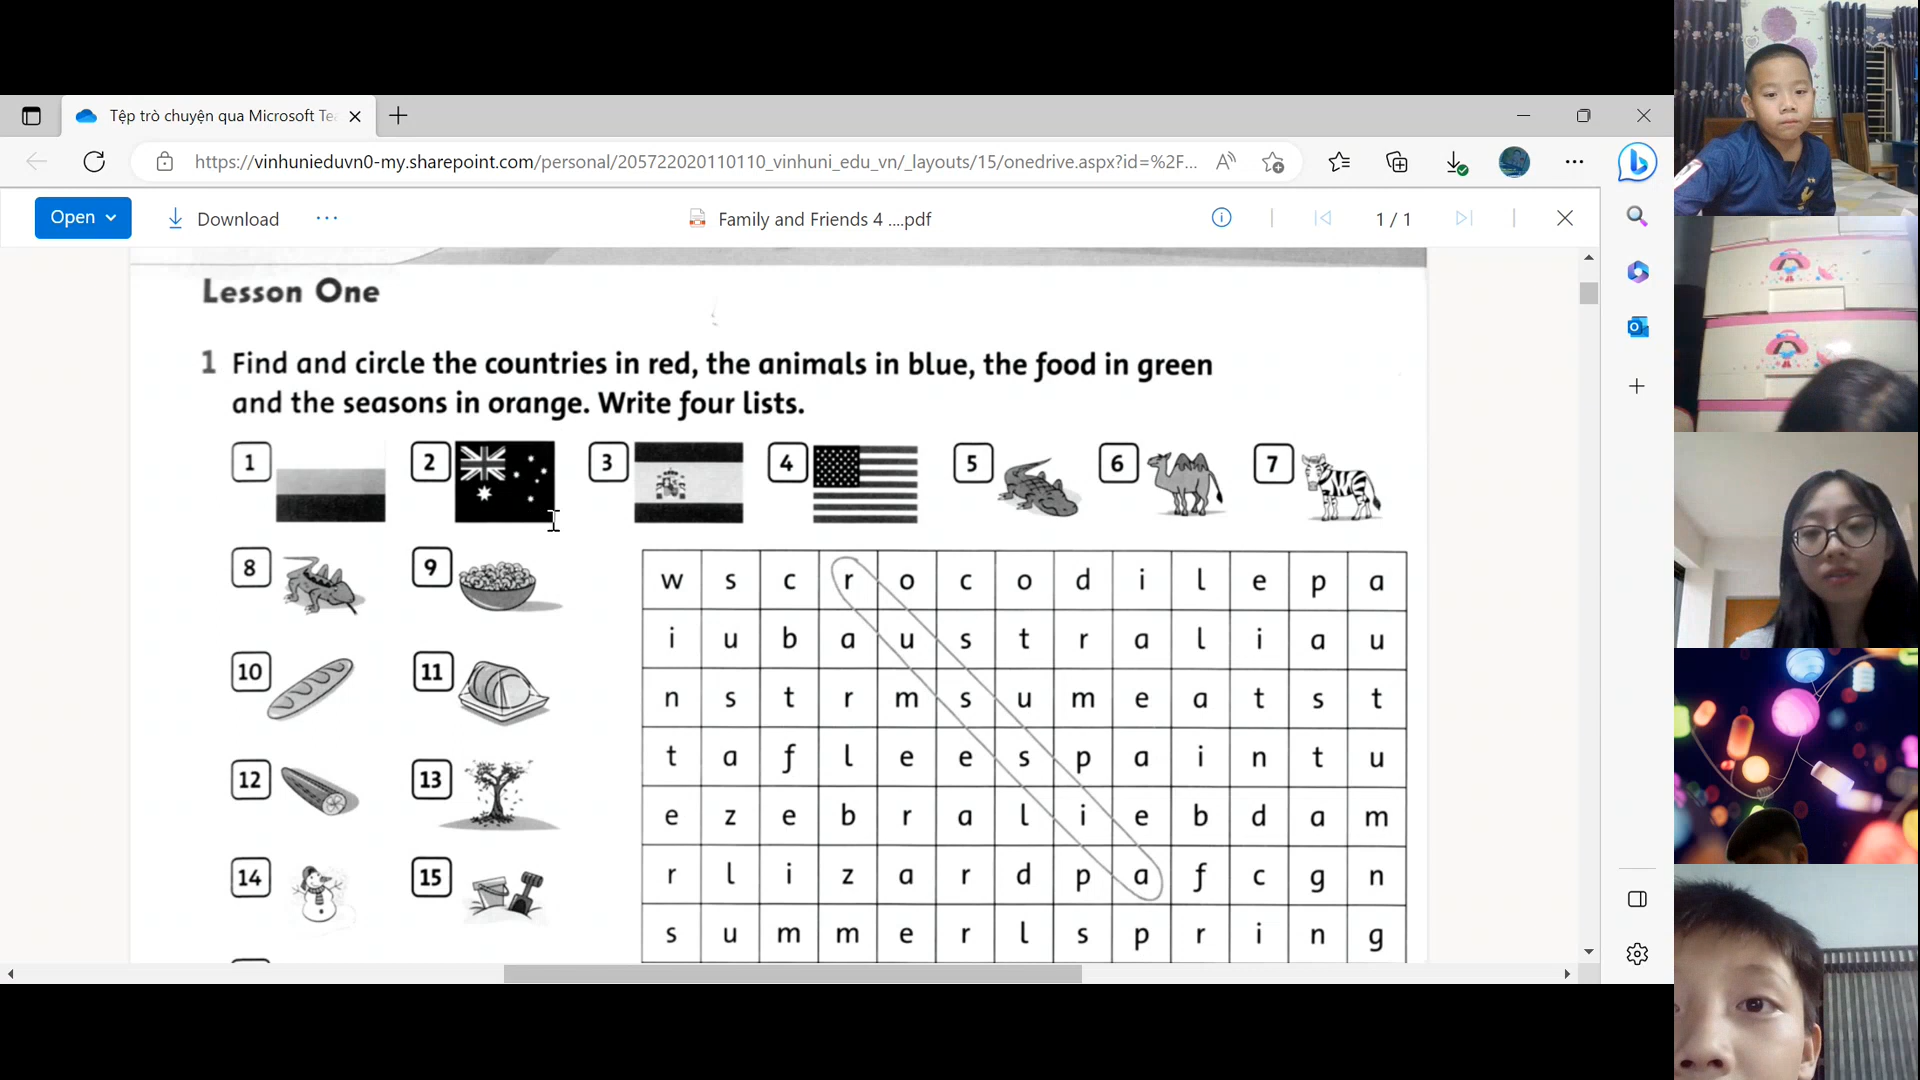 Tệp trò chuyện qua Microsoft Te
https://vinhunieduvn0-my.sharepoint.com/personal/205722020110110_vinhuni_edu_vn/_layouts/15/onedrive.aspx?id=%2F...
Open Download ... Family and Friends 4 ....pdf 1 / 1
Lesson One
1 Find and circle the countries in red, the animals in blue, the food in green
and the seasons in orange. Write four lists.
1 2 3 4 5 6 7
8 9
10 11
12 13
14 15
w s c r o c o d i l e p a
i u b a u s t r a l i a u
n s t r m s u m e a t s t
t a f l e e s p a i n t u
e z e b r a l i e b d a m
r l i z a r d p a f c g n
s u m m e r l s p r i n g